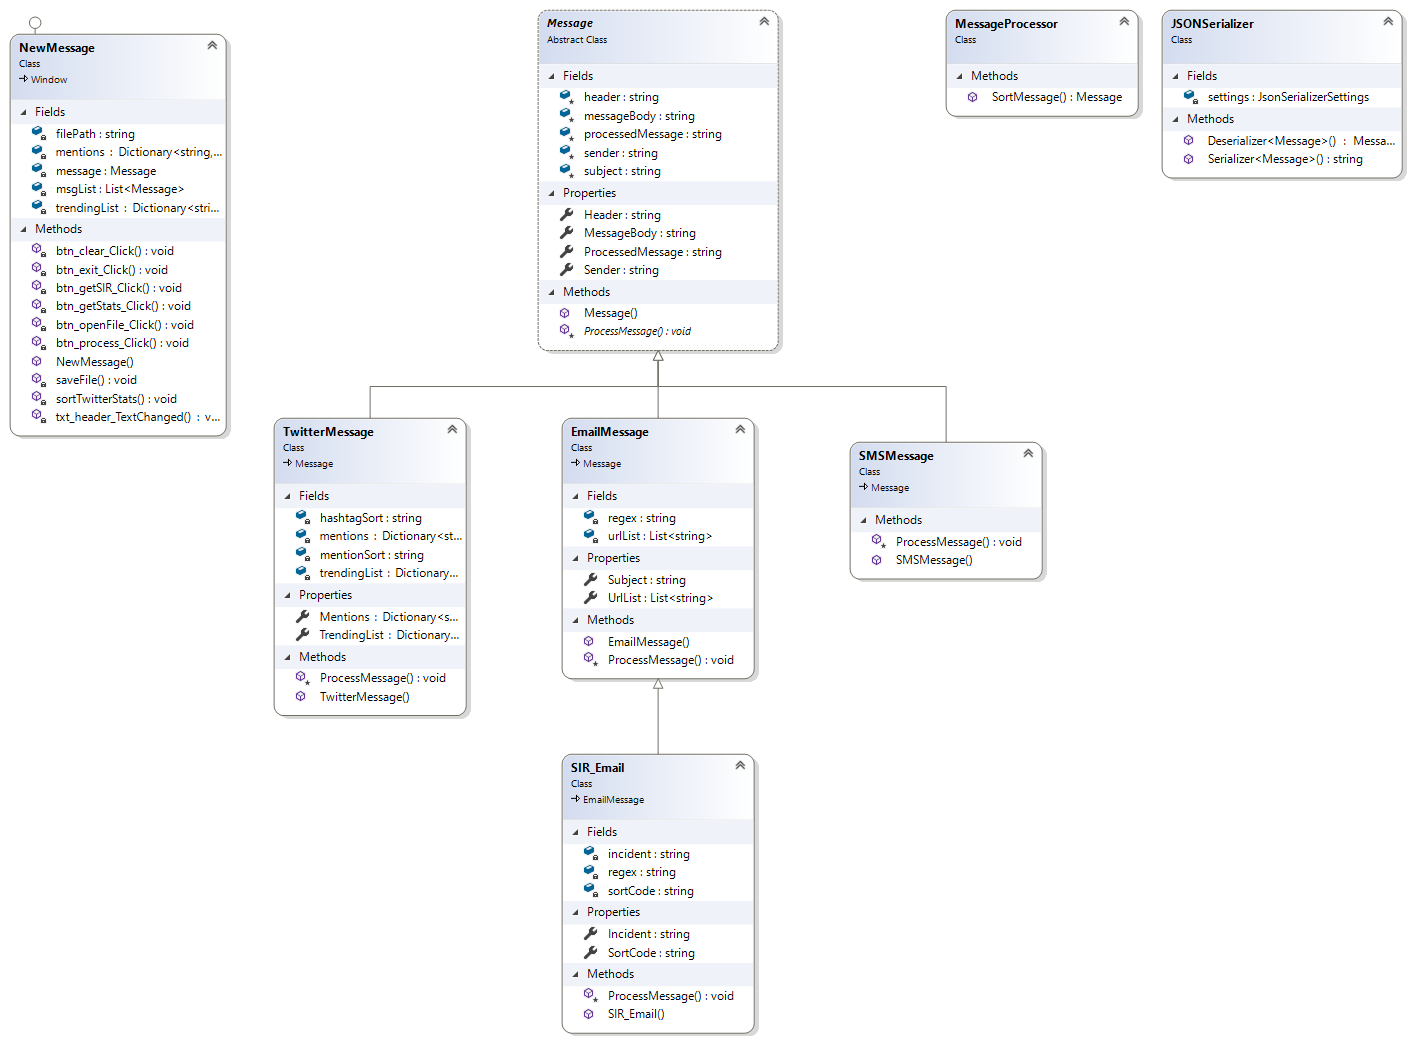 NewMessage
Class
Window
Fields
filePath : string
mentions : Dictionary<string,...
message : Message
msgList : List<Message>
trendingList : Dictionary<stri...
Methods
btn_clear_Click() : void
btn_exit_Click() : void
btn_getSIR_Click() : void
btn_getStats_Click() : void
btn_openFile_Click() : void
btn_process_Click() : void
NewMessage()
saveFile() : void
sortTwitterStats() : void
txt_header_TextChanged() : v...
Message
Abstract Class
Fields
header : string
messageBody : string
processedMessage : string
sender : string
subject : string
Properties
Header : string
MessageBody : string
ProcessedMessage : string
Sender : string
Methods
Message()
ProcessMessage() : void
MessageProcessor
Class
Methods
SortMessage() : Message
JSONSerializer
Class
Fields
settings : JsonSerializerSettings
Methods
Deserializer<Message>() : Messa...
Serializer<Message>() : string
TwitterMessage
Class
Message
Fields
hashtagSort : string
mentions : Dictionary<st...
mentionSort : string
trendingList : Dictionary...
Properties
Mentions : Dictionary<s...
TrendingList : Dictionary...
Methods
ProcessMessage() : void
TwitterMessage()
EmailMessage
Class
Message
Fields
regex : string
urlList : List<string>
Properties
Subject : string
UrlList : List<string>
Methods
EmailMessage()
ProcessMessage() : void
SMSMessage
Class
Message
Methods
ProcessMessage() : void
SMSMessage()
SIR_Email
Class
EmailMessage
Fields
incident : string
regex : string
sortCode : string
Properties
Incident : string
SortCode : string
Methods
ProcessMessage() : void
SIR_Email()